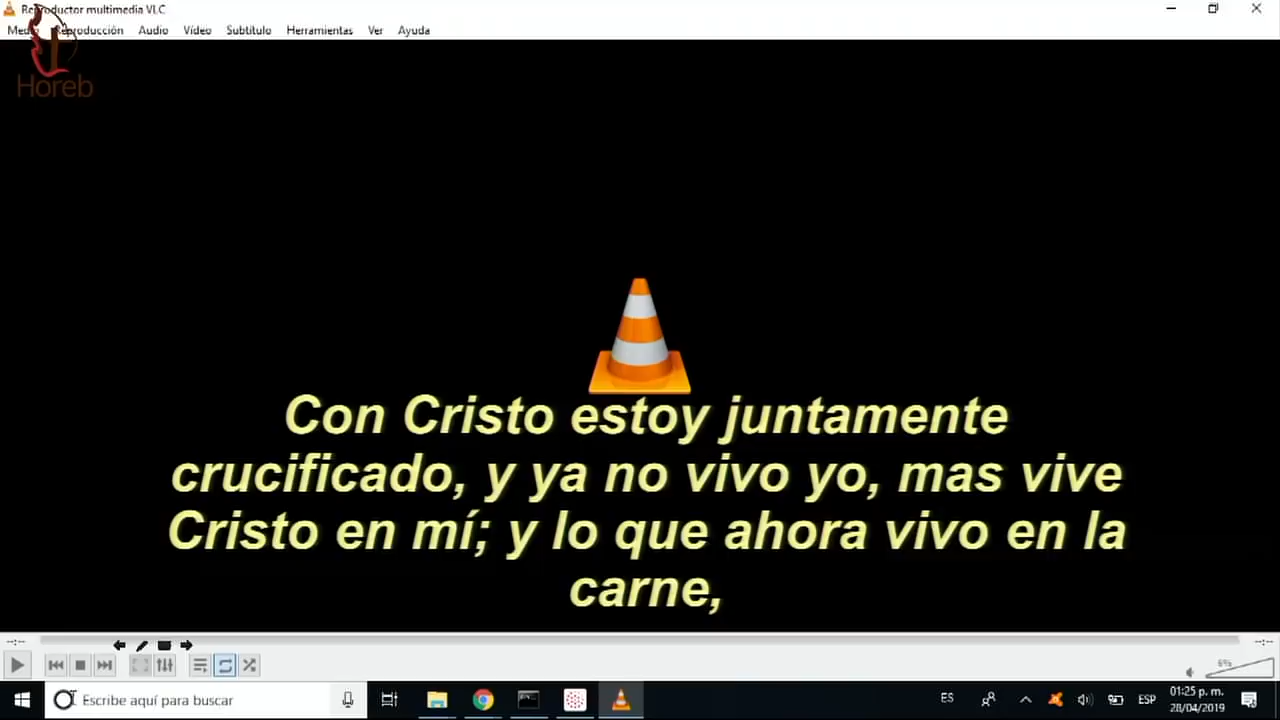 Reproductor multimedia VLC
Medio Reproducción Audio Vídeo Subtítulo Herramientas Ver Ayuda
Horeb
Con Cristo estoy juntamente
crucificado, y ya no vivo yo, mas vive
Cristo en mí; y lo que ahora vivo en la
carne,
--:-- --:--
6%
Escribe aquí para buscar
ES ESP
01:25 p. m.
28/04/2019